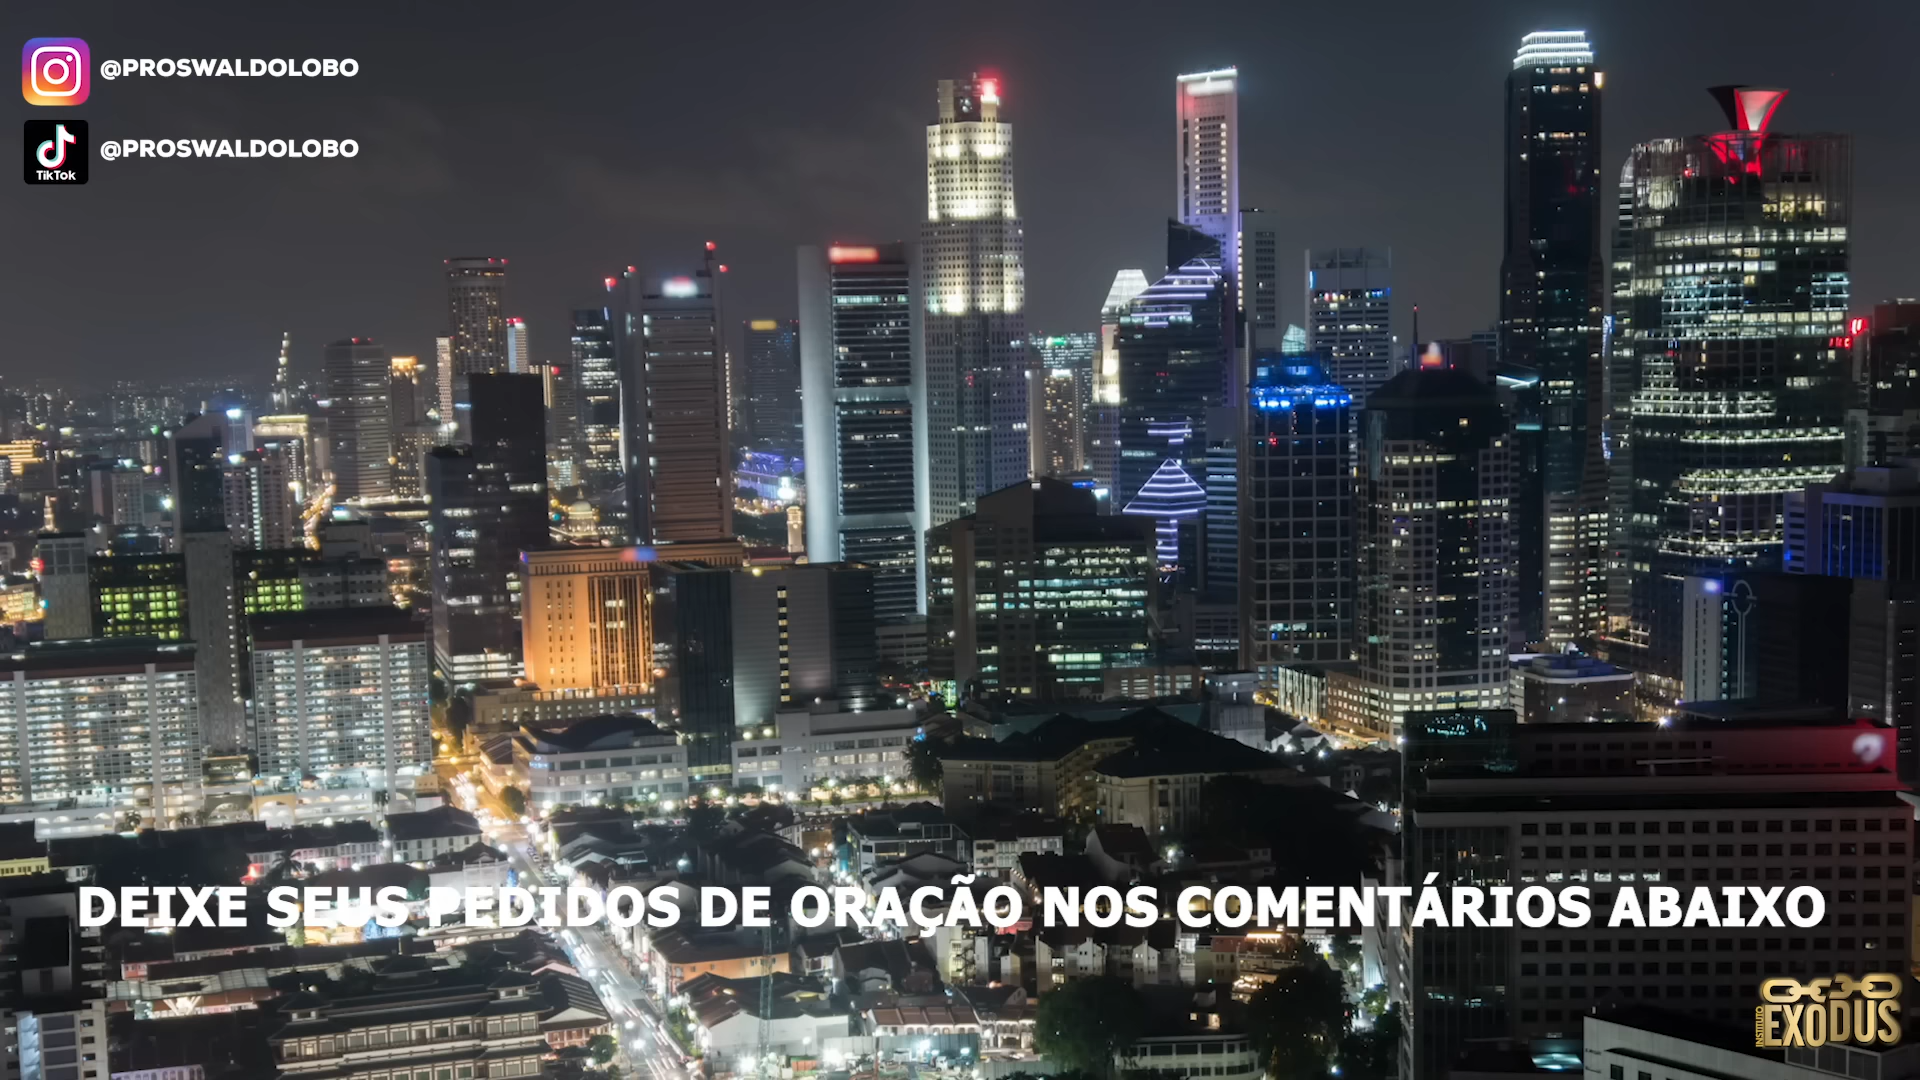 @PROSWALDOLOBO
TikTok
@PROSWALDOLOBO
DEIXE SEUS PEDIDOS DE ORAÇÃO NOS COMENTÁRIOS ABAIXO
INSTITUTO
EXODUS